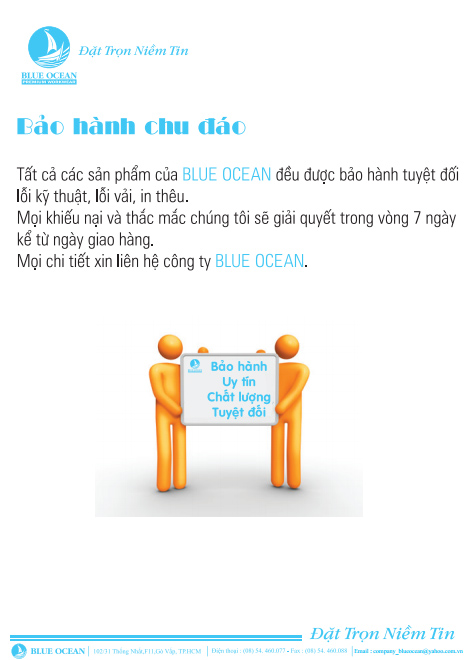 Đặt Trọn Niềm Tin
BLUE OCEAN
PREMIUM WORKWEAR
Bảo hành chu đáo
Tất cả các sản phẩm của BLUE OCEAN đều được bảo hành tuyệt đối
lỗi kỹ thuật, lỗi vải, in thêu.
Mọi khiếu nại và thắc mắc chúng tôi sẽ giải quyết trong vòng 7 ngày
kể từ ngày giao hàng.
Mọi chi tiết xin liên hệ công ty BLUE OCEAN.
Bảo hành
Uy tín
Chất lượng
Tuyệt đối
Đặt Trọn Niềm Tin
BLUE OCEAN | 102/31 Thống Nhất,F11,Gò Vấp, TP.HCM | Điện thoại : (08) 54. 460.077 - Fax : (08) 54. 460.088 | Email : company_blueocean@yahoo.com.vn